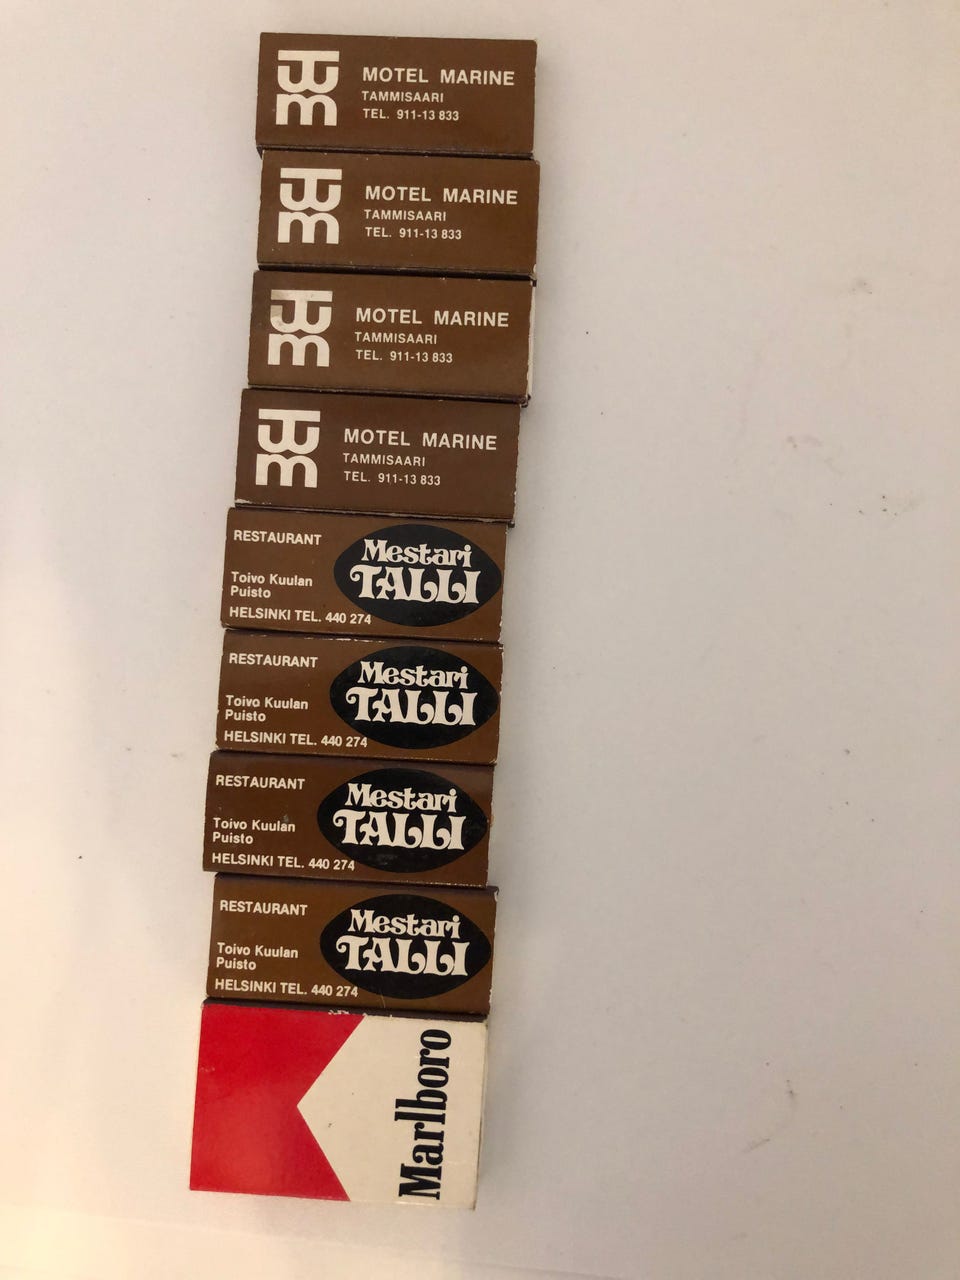 MOTEL MARINE
TAMMISAARI
TEL. 911-13 833
MOTEL MARINE
TAMMISAARI
TEL. 911-13 833
MOTEL MARINE
TAMMISAARI
TEL. 911-13 833
MOTEL MARINE
TAMMISAARI
TEL. 911-13 833
RESTAURANT
Mestari
TALLI
Toivo Kuulan
Puisto
HELSINKI TEL. 440 274
RESTAURANT
Mestari
TALLI
Toivo Kuulan
Puisto
HELSINKI TEL. 440 274
RESTAURANT
Mestari
TALLI
Toivo Kuulan
Puisto
HELSINKI TEL. 440 274
RESTAURANT
Mestari
TALLI
Toivo Kuulan
Puisto
HELSINKI TEL. 440 274
Marlboro